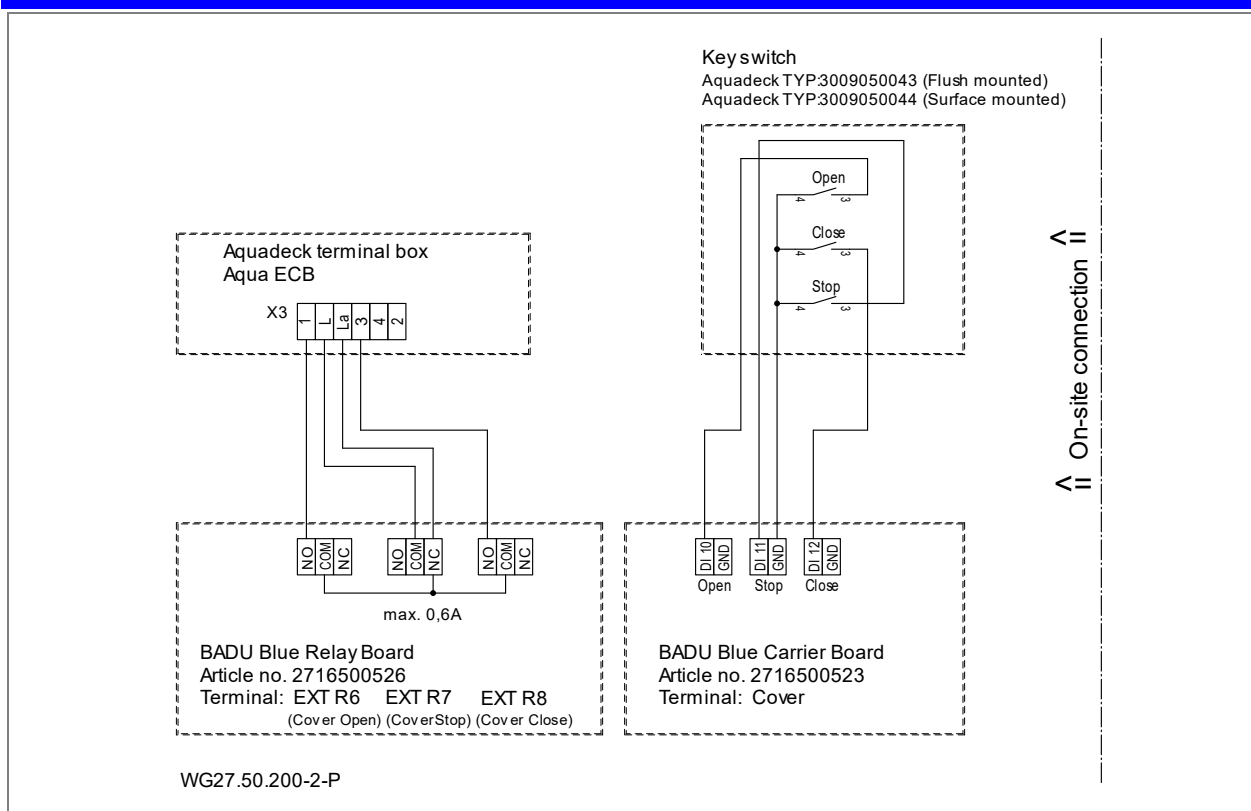 Key switch
Aquadeck TYP:3009050043 (Flush mounted)
Aquadeck TYP:3009050044 (Surface mounted)
Open
4 3
Close
4 3
Stop
4 3
Aquadeck terminal box
Aqua ECB
X3 1 L La 3 4 2
<= On-site connection =>
NO COM NC NO COM NC NO COM NC
max. 0,6A
BADU Blue Relay Board
Article no. 2716500526
Terminal: EXT R6 EXT R7 EXT R8
(Cover Open) (Cover Stop) (Cover Close)
DI 10 GND DI 11 GND DI 12 GND
Open Stop Close
BADU Blue Carrier Board
Article no. 2716500523
Terminal: Cover
WG27.50.200-2-P